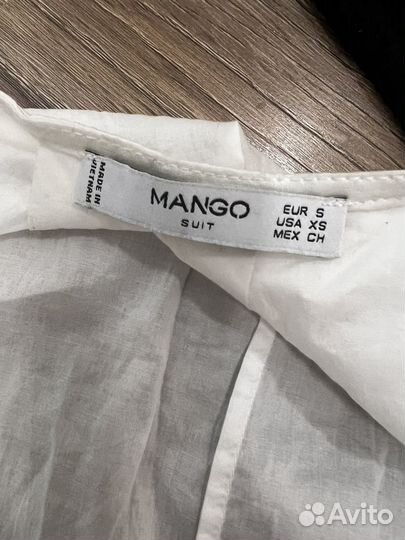 MADE IN
VIETNAM
MANGO
SUIT
EUR S
USA XS
MEX CH
Avito